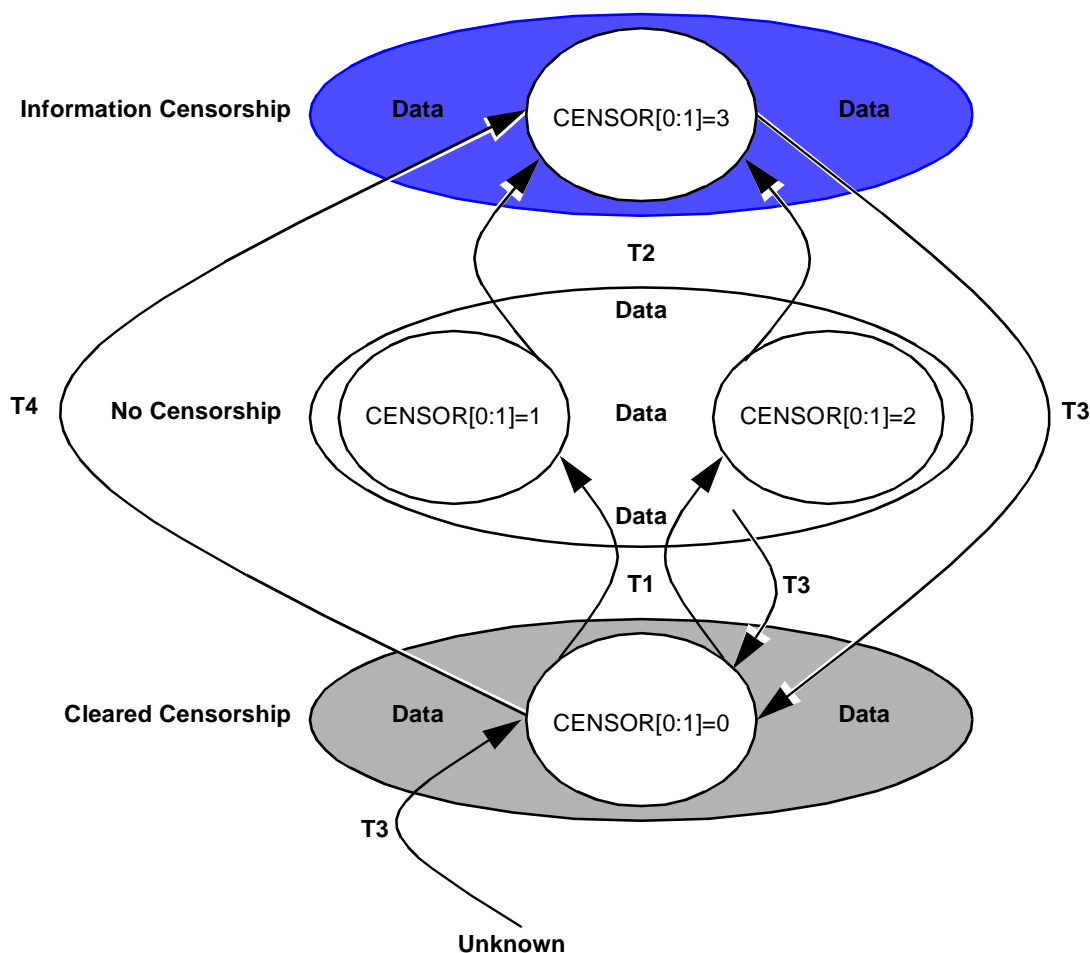 Information Censorship
Data
CENSOR[0:1]=3
Data
T2
Data
T4
No Censorship
CENSOR[0:1]=1
Data
CENSOR[0:1]=2
T3
Data
T1
T3
Cleared Censorship
Data
CENSOR[0:1]=0
Data
T3
Unknown